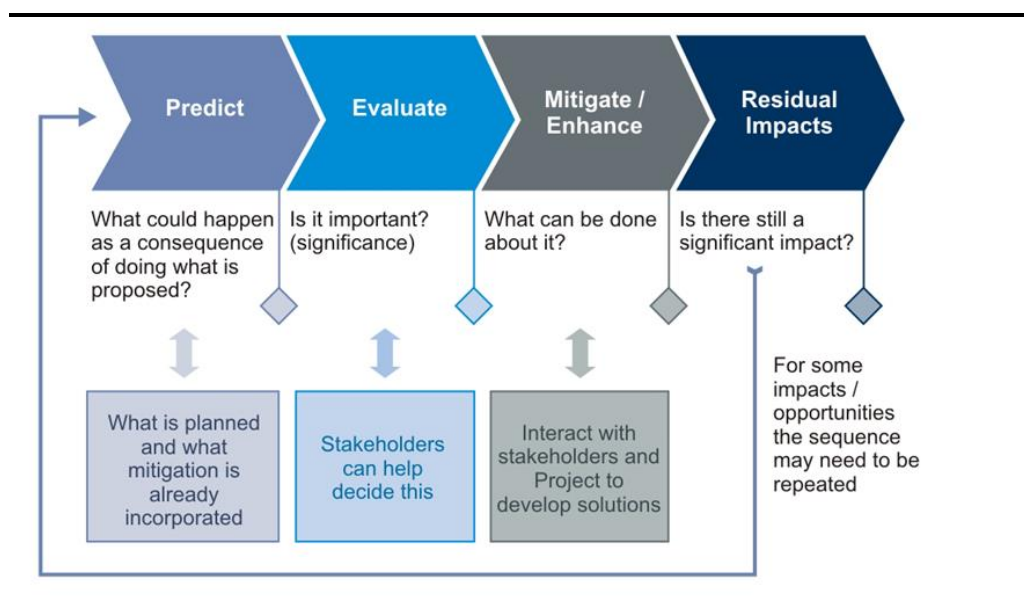 Predict
Evaluate
Mitigate /
Enhance
Residual
Impacts
What could happen
as a consequence
of doing what is
proposed?
Is it important?
(significance)
What can be done
about it?
Is there still a
significant impact?
What is planned
and what
mitigation is
already
incorporated
Stakeholders
can help
decide this
Interact with
stakeholders and
Project to
develop solutions
For some
impacts /
opportunities
the sequence
may need to be
repeated